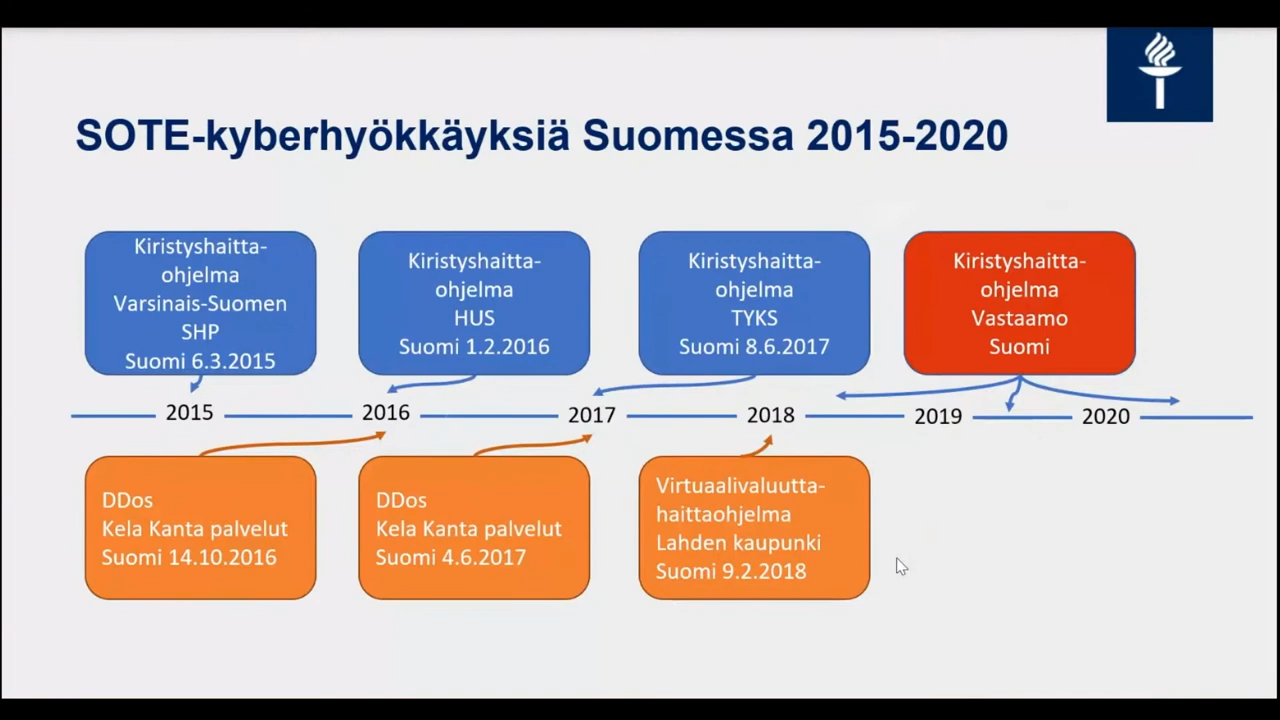 SOTE-kyberhyökkäyksiä Suomessa 2015-2020
Kiristyshaitta-
ohjelma
Varsinais-Suomen
SHP
Suomi 6.3.2015
Kiristyshaitta-
ohjelma
HUS
Suomi 1.2.2016
Kiristyshaitta-
ohjelma
TYKS
Suomi 8.6.2017
Kiristyshaitta-
ohjelma
Vastaamo
Suomi
2015
2016
2017
2018
2019
2020
DDos
Kela Kanta palvelut
Suomi 14.10.2016
DDos
Kela Kanta palvelut
Suomi 4.6.2017
Virtuaalivaluutta-
haittaohjelma
Lahden kaupunki
Suomi 9.2.2018